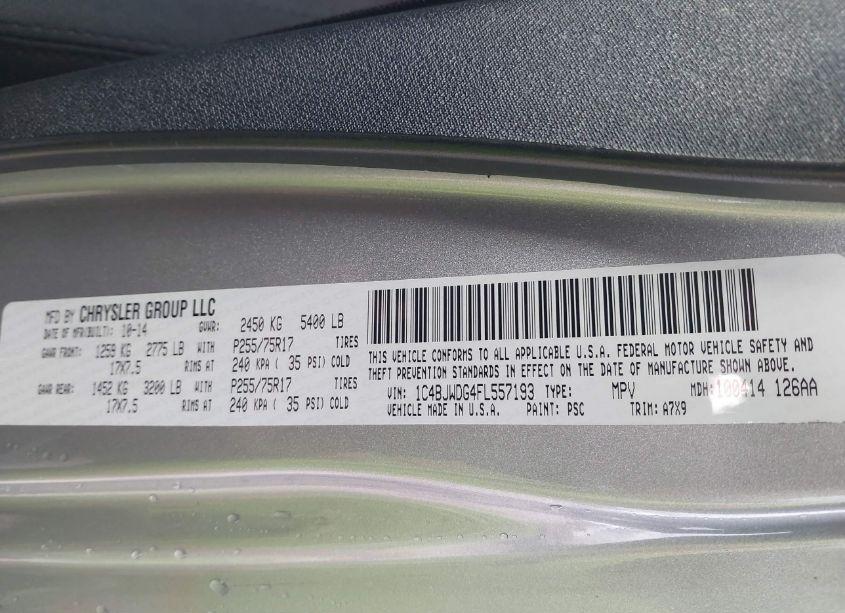 MFD BY CHRYSLER GROUP LLC
DATE OF MFR(BUILT): 10-14 GVWR: 2450 KG 5400 LB
GAWR FRONT: 1259 KG 2775 LB WITH P255/75R17 TIRES
17X7.5 RIMS AT 240 KPA ( 35 PSI) COLD
GAWR REAR: 1452 KG 3200 LB WITH P255/75R17 TIRES
17X7.5 RIMS AT 240 KPA ( 35 PSI) COLD
THIS VEHICLE CONFORMS TO ALL APPLICABLE U.S.A. FEDERAL MOTOR VEHICLE SAFETY AND
THEFT PREVENTION STANDARDS IN EFFECT ON THE DATE OF MANUFACTURE SHOWN ABOVE.
VIN: 1C4BJWDG4FL557193 TYPE: MPV MDH:100414 126AA
VEHICLE MADE IN U.S.A. PAINT: PSC TRIM: A7X9